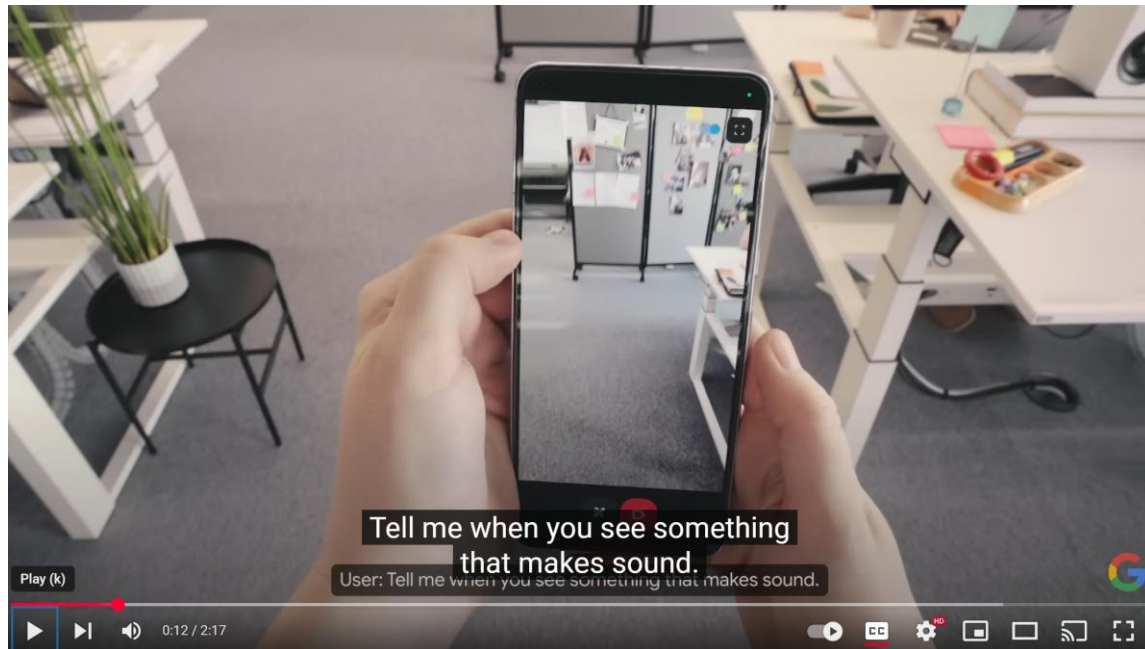 Tell me when you see something
that makes sound.
User: Tell me when you see something that makes sound.
Play (k)
0:12 / 2:17
CC
HD
G